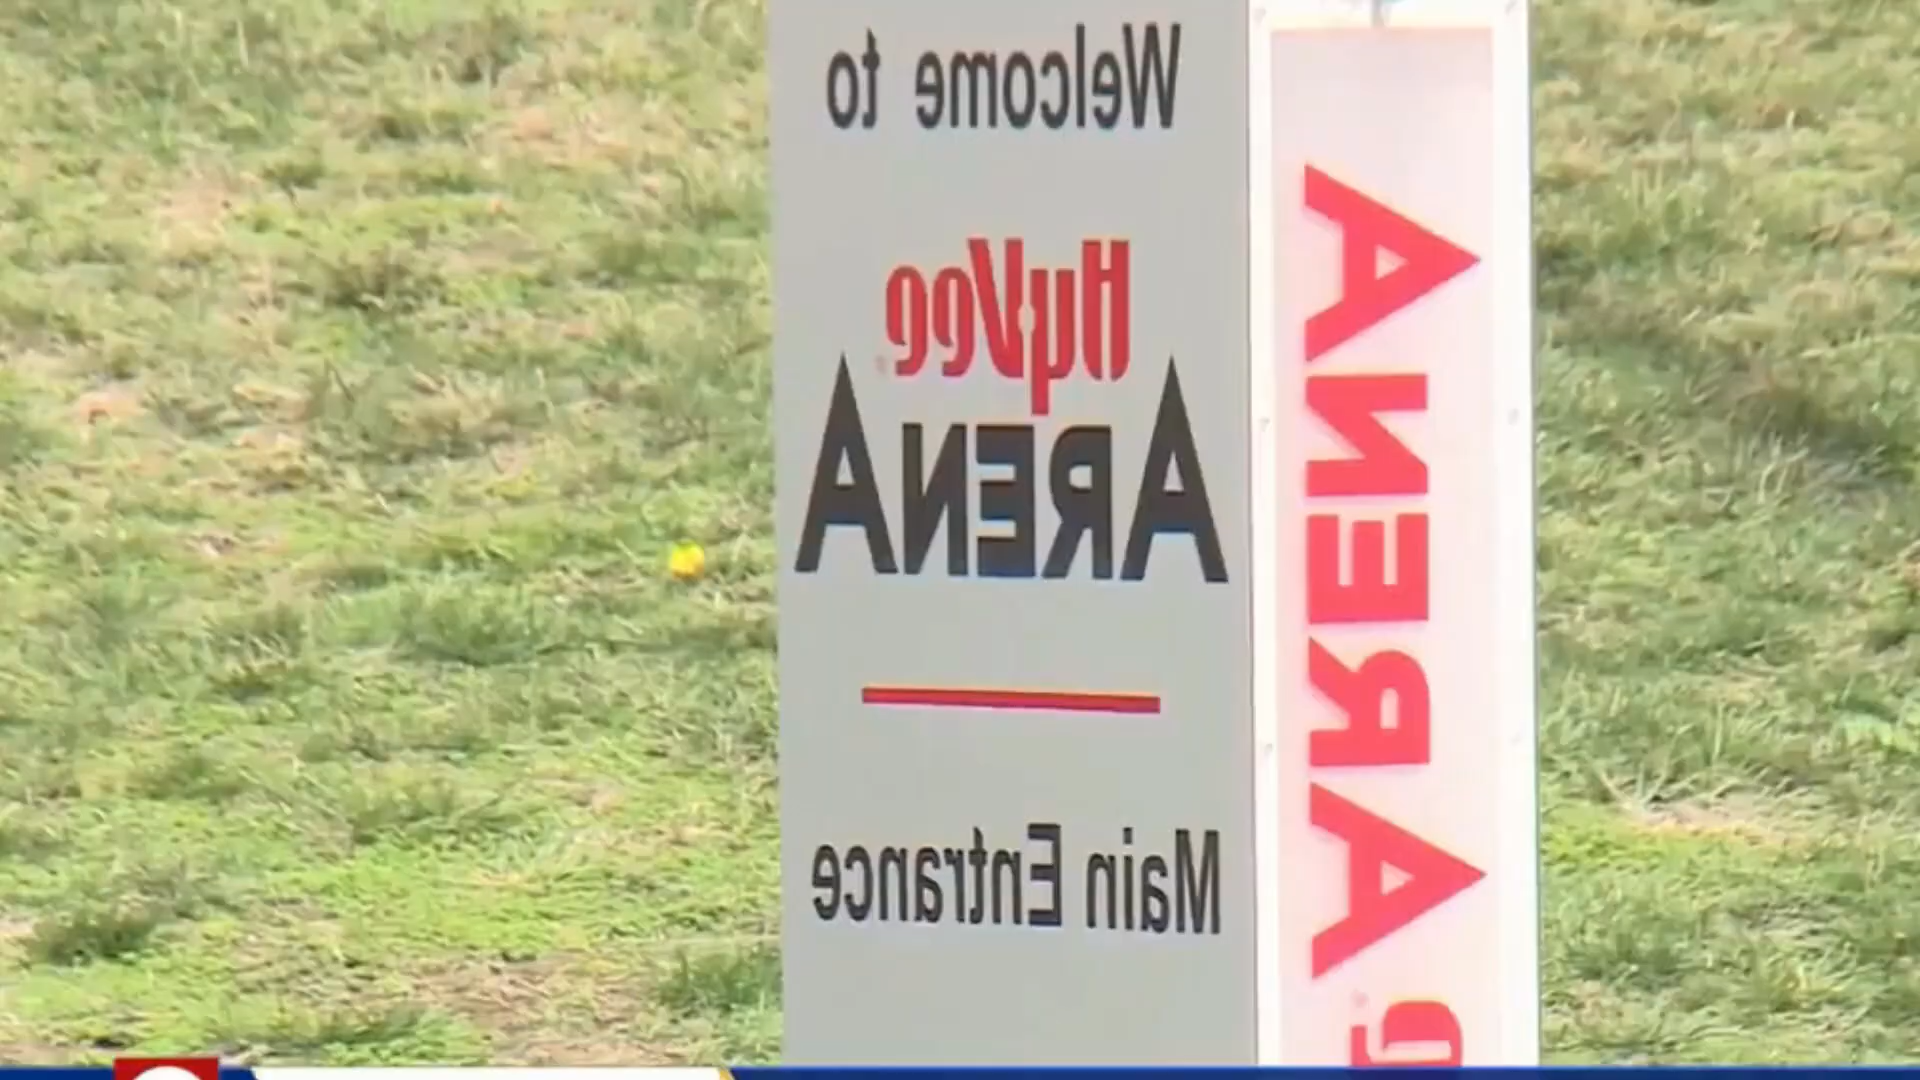 Welcome to
HyVee
ARENA
Main Entrance
ARENA